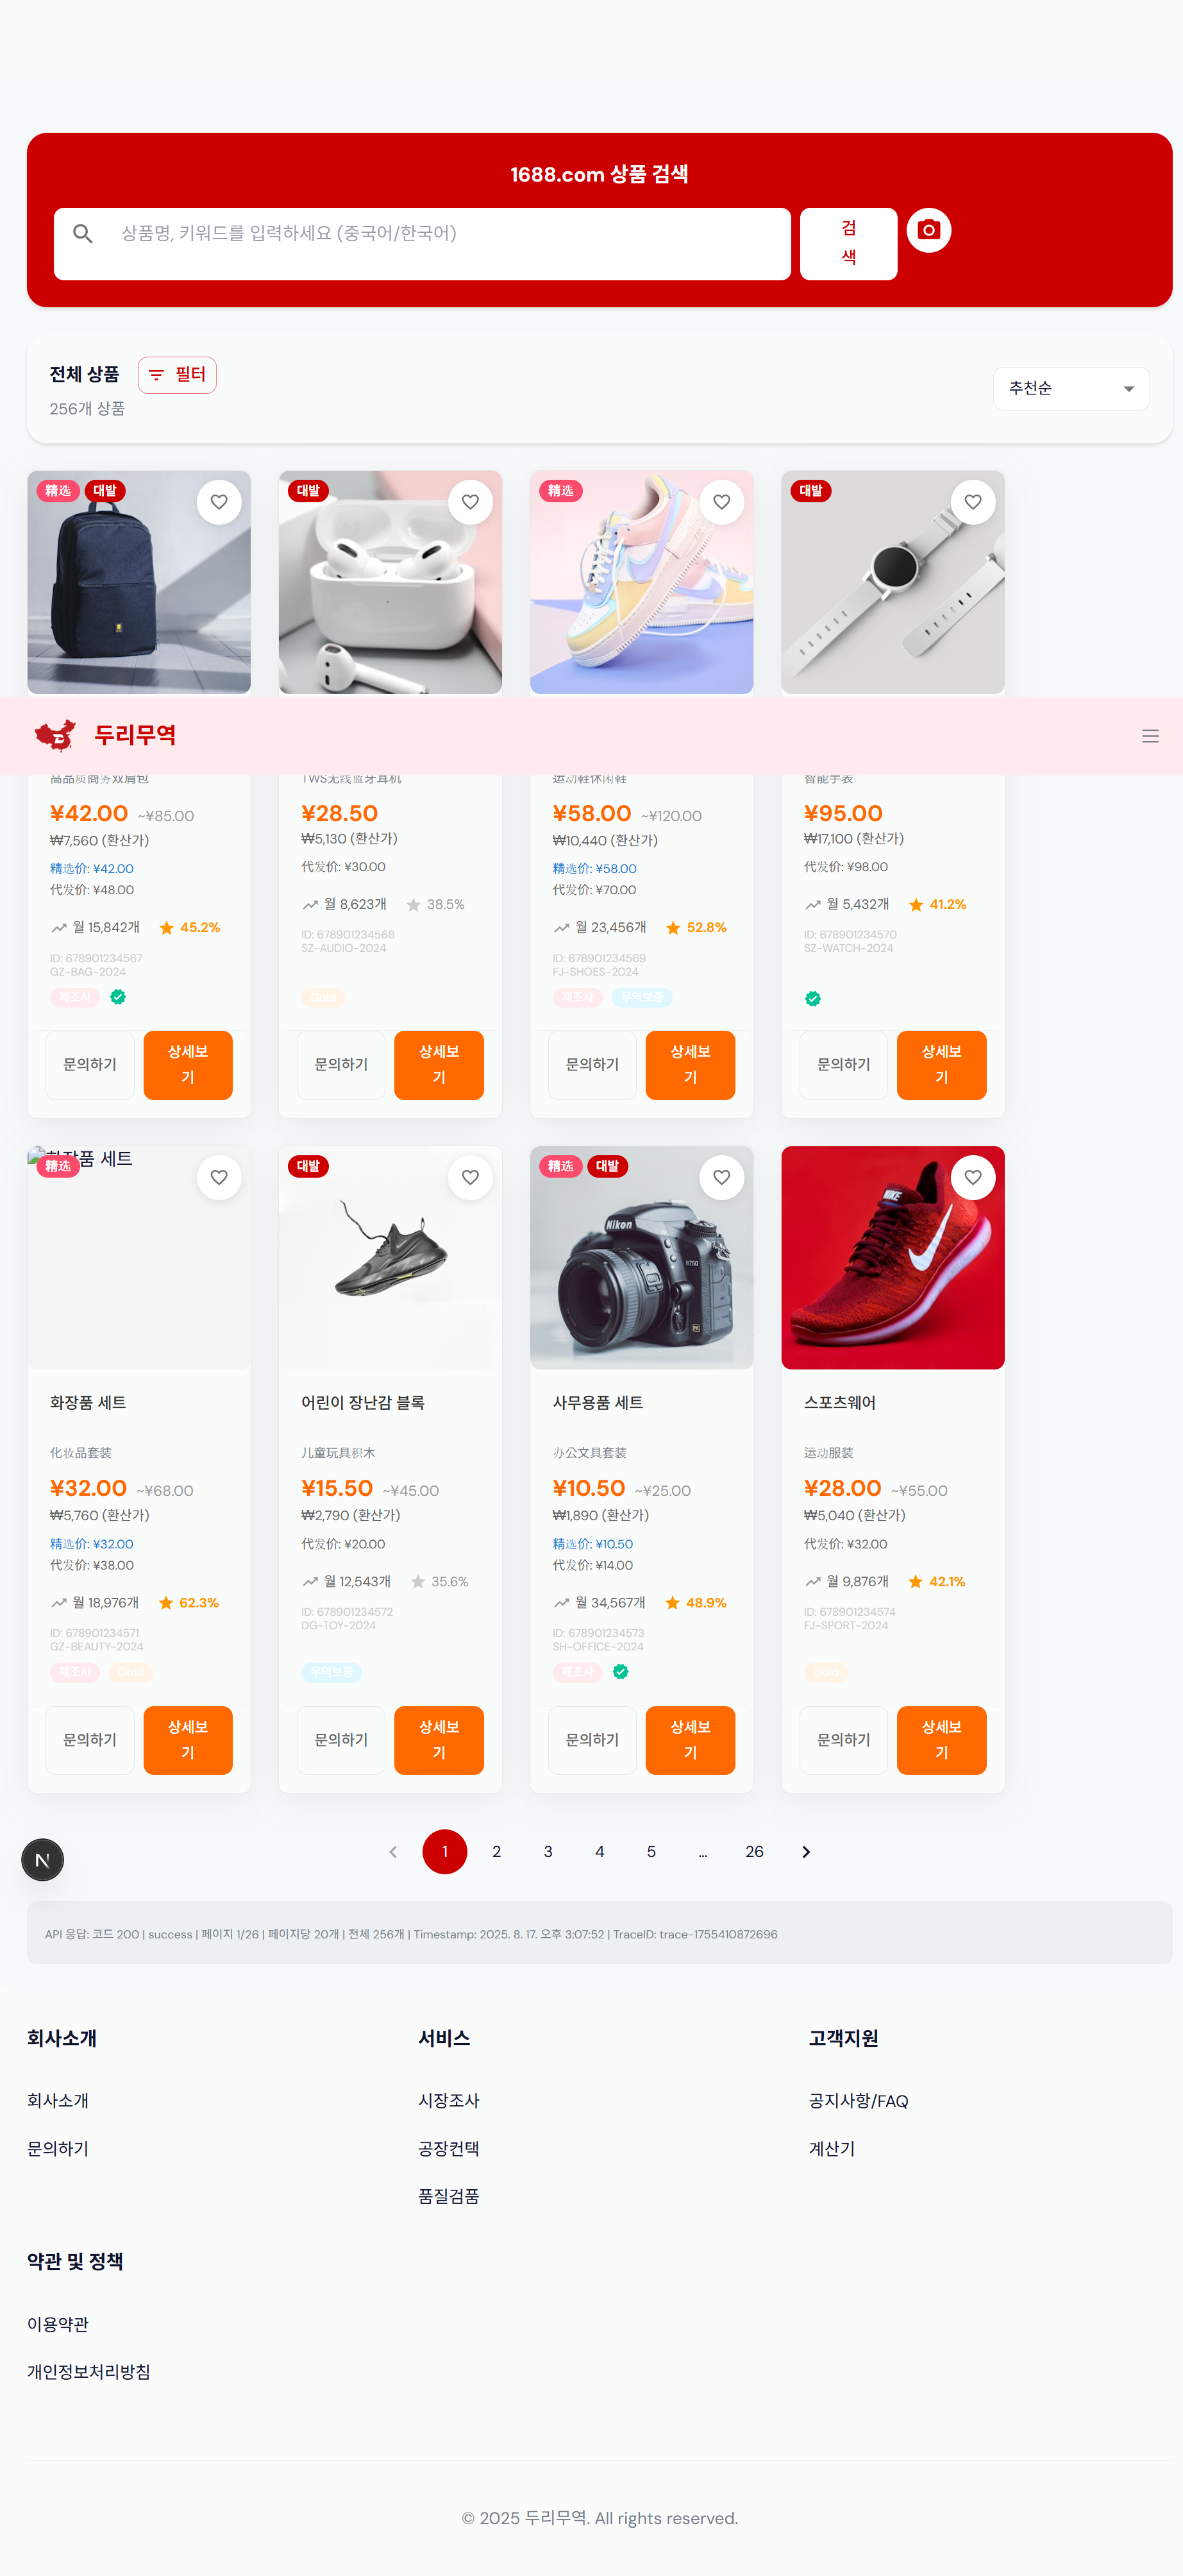 1688.com 상품 검색
상품명, 키워드를 입력하세요 (중국어/한국어)
검
색
전체 상품
필터
256개 상품
추천순
精选 대발
대발
精选
대발
두리무역
高品质商务双肩包
TWS无线蓝牙耳机
运动鞋休闲鞋
智能手表
¥42.00 ~¥85.00
₩7,560 (환산가)
精选价: ¥42.00
代发价: ¥48.00
월 15,842개 45.2%
ID: 678901234567
GZ-BAG-2024
제조사
문의하기
상세보
기
¥28.50
₩5,130 (환산가)
代发价: ¥30.00
월 8,623개 38.5%
ID: 678901234568
SZ-AUDIO-2024
Gold
문의하기
상세보
기
¥58.00 ~¥120.00
₩10,440 (환산가)
精选价: ¥58.00
代发价: ¥70.00
월 23,456개 52.8%
ID: 678901234569
FJ-SHOES-2024
제조사 무역보증
문의하기
상세보
기
¥95.00
₩17,100 (환산가)
代发价: ¥98.00
월 5,432개 41.2%
ID: 678901234570
SZ-WATCH-2024
문의하기
상세보
기
精选
품 세트
화장품 세트
化妆品套装
¥32.00 ~¥68.00
₩5,760 (환산가)
精选价: ¥32.00
代发价: ¥38.00
월 18,976개 62.3%
ID: 678901234571
GZ-BEAUTY-2024
제조사 Gold
문의하기
상세보
기
대발
어린이 장난감 블록
儿童玩具积木
¥15.50 ~¥45.00
₩2,790 (환산가)
代发价: ¥20.00
월 12,543개 35.6%
ID: 678901234572
DG-TOY-2024
무역보증
문의하기
상세보
기
精选 대발
Nikon
D750
사무용품 세트
办公文具套装
¥10.50 ~¥25.00
₩1,890 (환산가)
精选价: ¥10.50
代发价: ¥14.00
월 34,567개 48.9%
ID: 678901234573
SH-OFFICE-2024
제조사
문의하기
상세보
기
NIKE
스포츠웨어
运动服装
¥28.00 ~¥55.00
₩5,040 (환산가)
代发价: ¥32.00
월 9,876개 42.1%
ID: 678901234574
FJ-SPORT-2024
Gold
문의하기
상세보
기
N
1 2 3 4 5 ... 26
API 응답: 코드 200 | success | 페이지 1/26 | 페이지당 20개 | 전체 256개 | Timestamp: 2025. 8. 17. 오후 3:07:52 | TraceID: trace-1755410872696
회사소개
회사소개
문의하기
서비스
시장조사
공장컨택
품질검품
고객지원
공지사항/FAQ
계산기
약관 및 정책
이용약관
개인정보처리방침
© 2025 두리무역. All rights reserved.